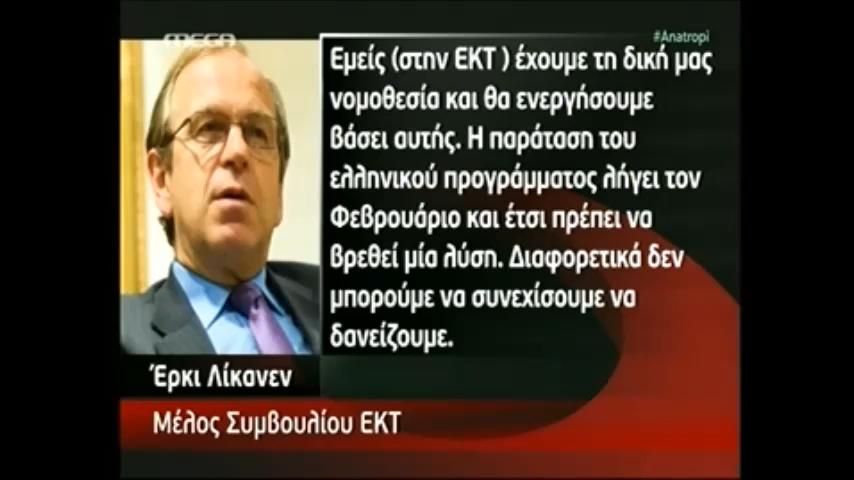 MEGA
#Anatropi
Εμείς (στην ΕΚΤ ) έχουμε τη δική μας
νομοθεσία και θα ενεργήσουμε
βάσει αυτής. Η παράταση του
ελληνικού προγράμματος λήγει τον
Φεβρουάριο και έτσι πρέπει να
βρεθεί μία λύση. Διαφορετικά δεν
μπορούμε να συνεχίσουμε να
δανείζουμε.
Έρκι Λίκανεν
Μέλος Συμβουλίου ΕΚΤ